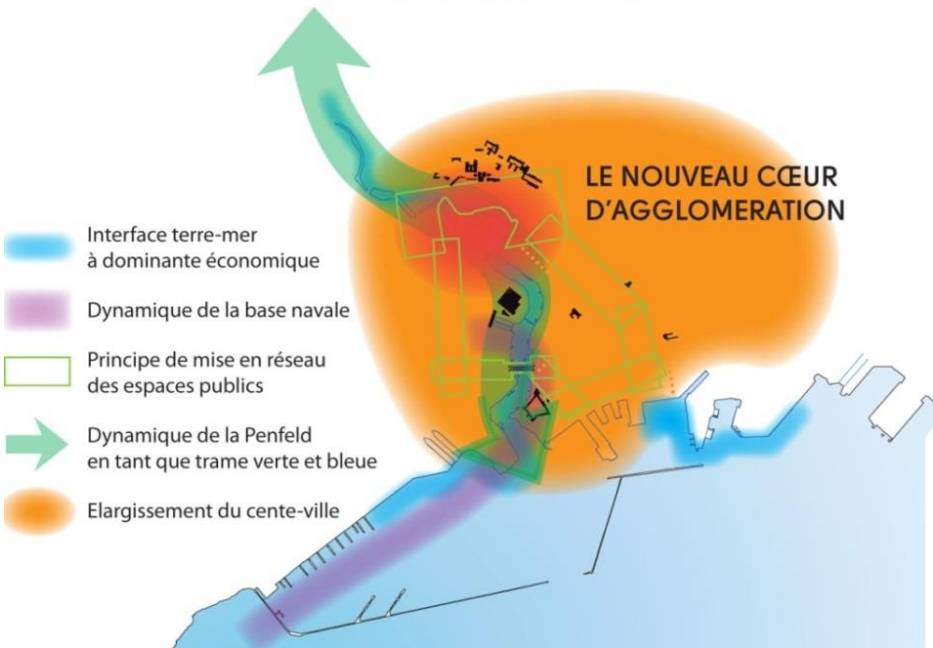 LE NOUVEAU CŒUR
D'AGGLOMERATION
Interface terre-mer
à dominante économique
Dynamique de la base navale
Principe de mise en réseau
des espaces publics
Dynamique de la Penfeld
en tant que trame verte et bleue
Elargissement du cente-ville